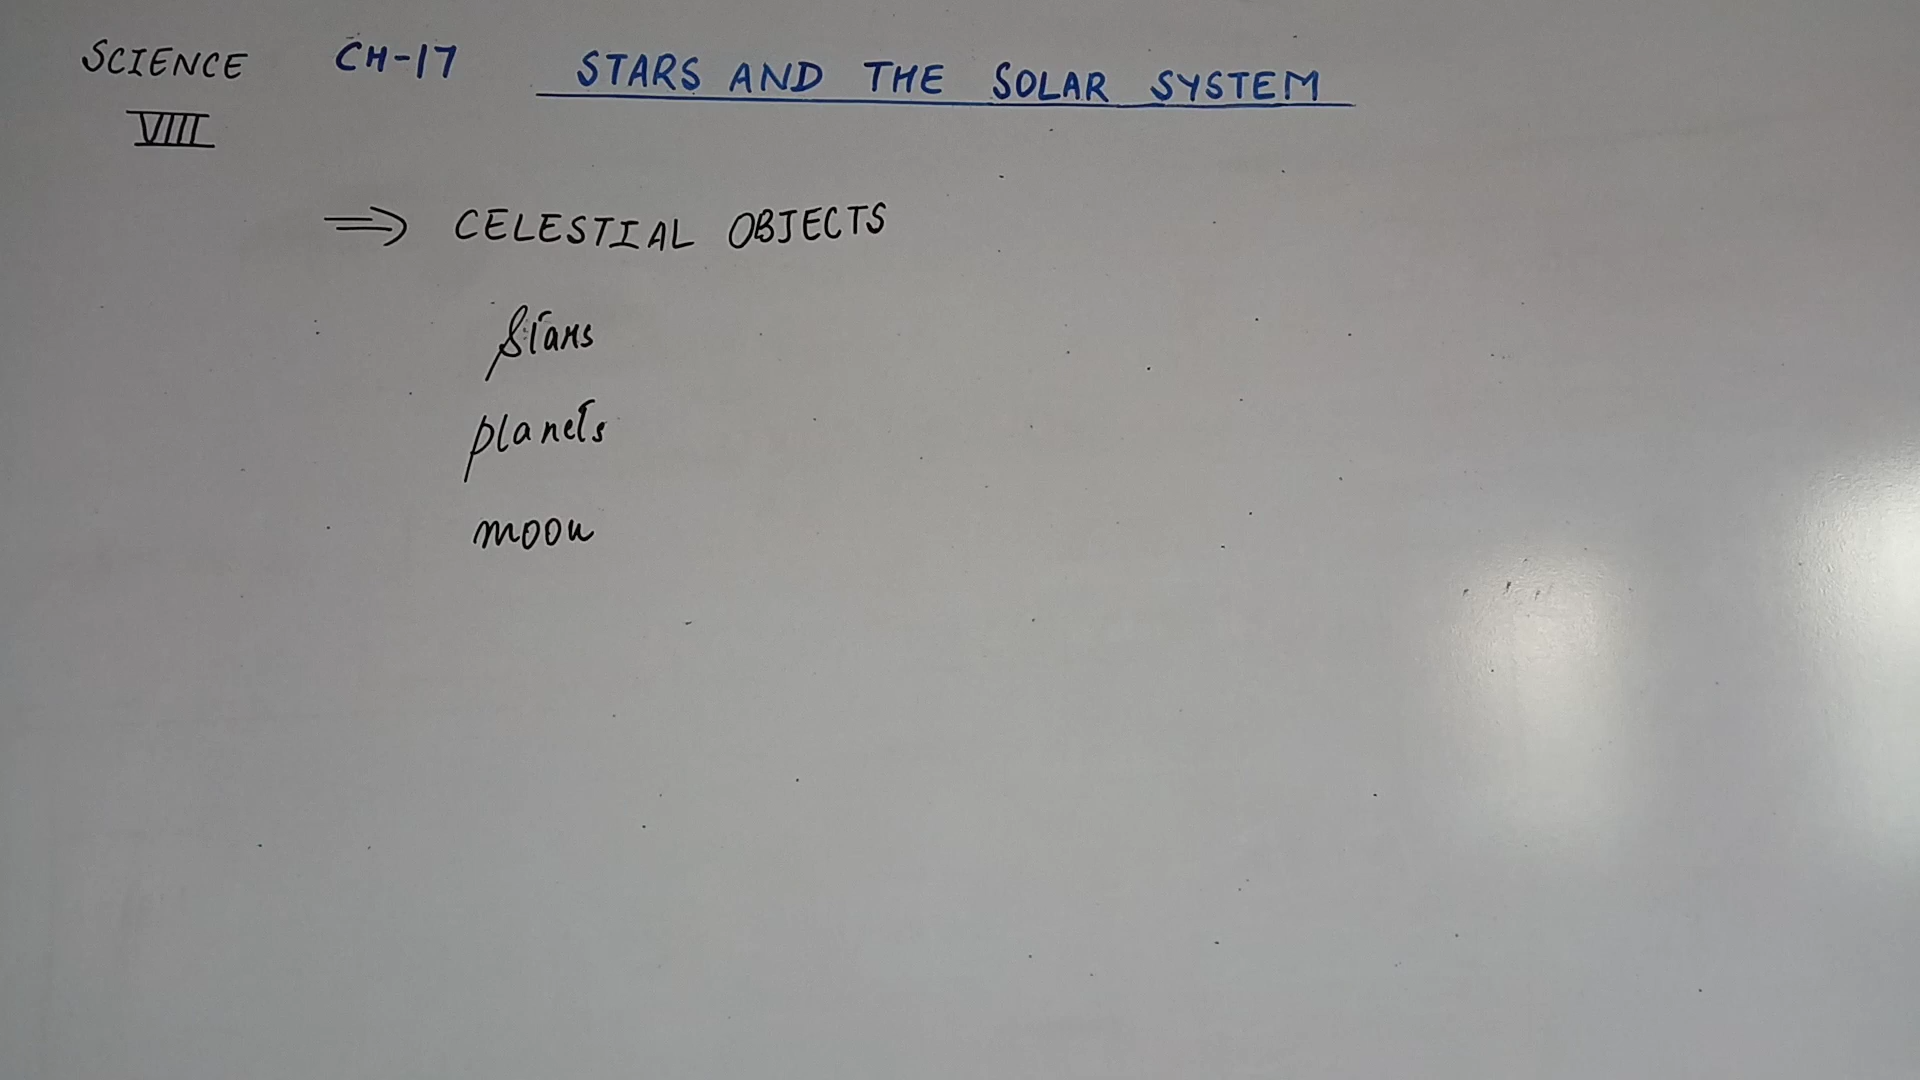 SCIENCE CH-17 STARS AND THE SOLAR SYSTEM
VIII
⇒ CELESTIAL OBJECTS
Stars
planets
moon